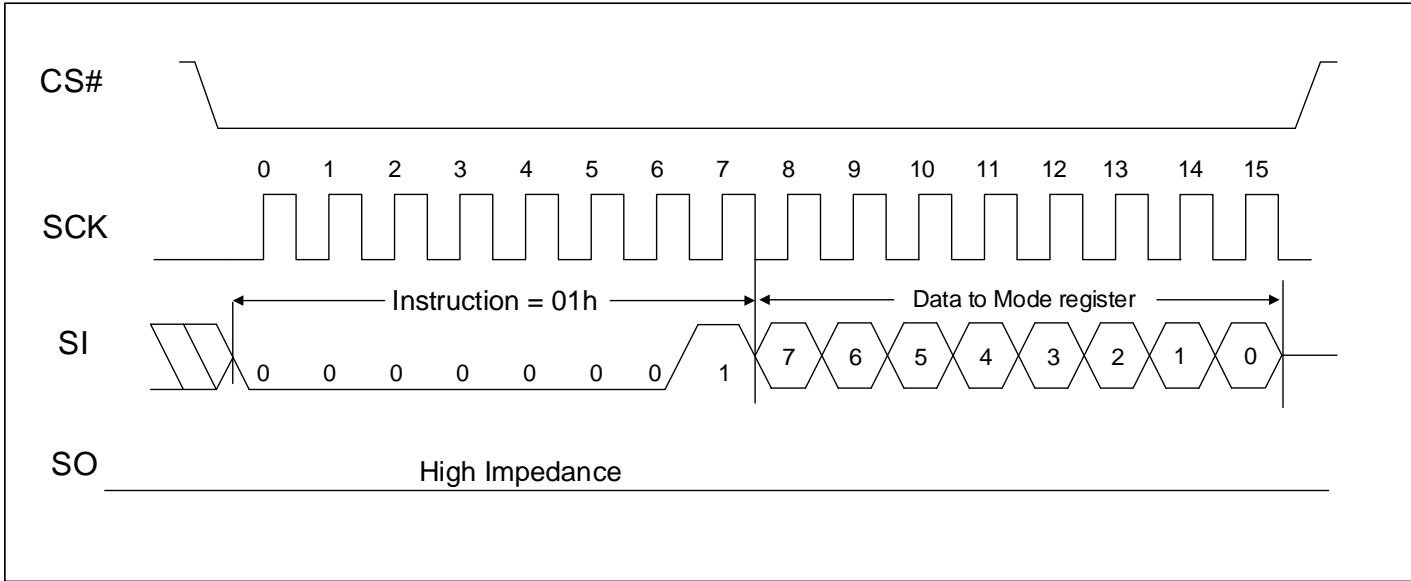 CS#
0 1 2 3 4 5 6 7 8 9 10 11 12 13 14 15
SCK
Instruction = 01h Data to Mode register
SI
0 0 0 0 0 0 0 1 7 6 5 4 3 2 1 0
SO
High Impedance